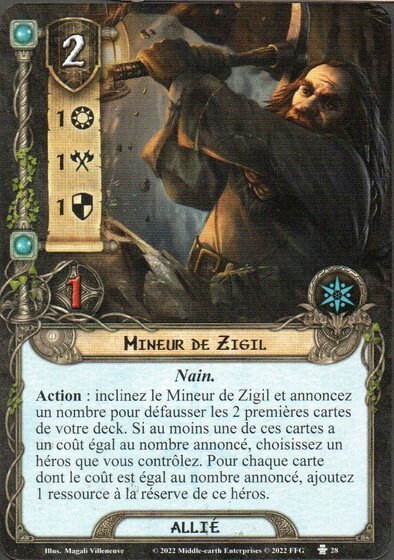 2
1
1
1
1
MINEUR DE ZIGIL
Nain.
Action : inclinez le Mineur de Zigil et annoncez
un nombre pour défausser les 2 premières cartes
de votre deck. Si au moins une de ces cartes a
un coût égal au nombre annoncé, choisissez un
héros que vous contrôlez. Pour chaque carte
dont le coût est égal au nombre annoncé, ajoutez
1 ressource à la réserve de ce héros.
ALLIÉ
Illus. Magali Villeneuve © 2022 Middle-earth Enterprises © 2022 FFG 28